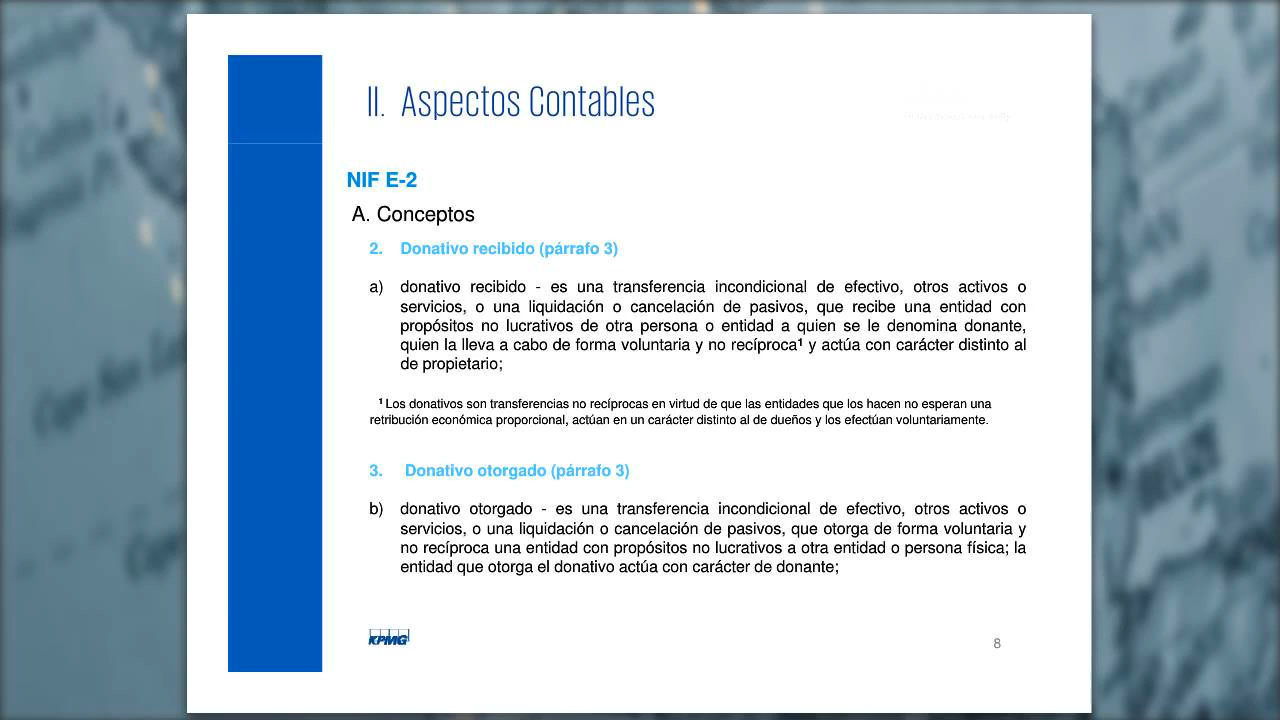 II. Aspectos Contables
NIF E-2
A. Conceptos
2. Donativo recibido (párrafo 3)
a) donativo recibido - es una transferencia incondicional de efectivo, otros activos o
servicios, o una liquidación o cancelación de pasivos, que recibe una entidad con
propósitos no lucrativos de otra persona o entidad a quien se le denomina donante,
quien la lleva a cabo de forma voluntaria y no recíproca¹ y actúa con carácter distinto al
de propietario;
¹ Los donativos son transferencias no recíprocas en virtud de que las entidades que los hacen no esperan una
retribución económica proporcional, actúan en un carácter distinto al de dueños y los efectúan voluntariamente.
3. Donativo otorgado (párrafo 3)
b) donativo otorgado - es una transferencia incondicional de efectivo, otros activos o
servicios, o una liquidación o cancelación de pasivos, que otorga de forma voluntaria y
no recíproca una entidad con propósitos no lucrativos a otra entidad o persona física; la
entidad que otorga el donativo actúa con carácter de donante;
KPMG
8